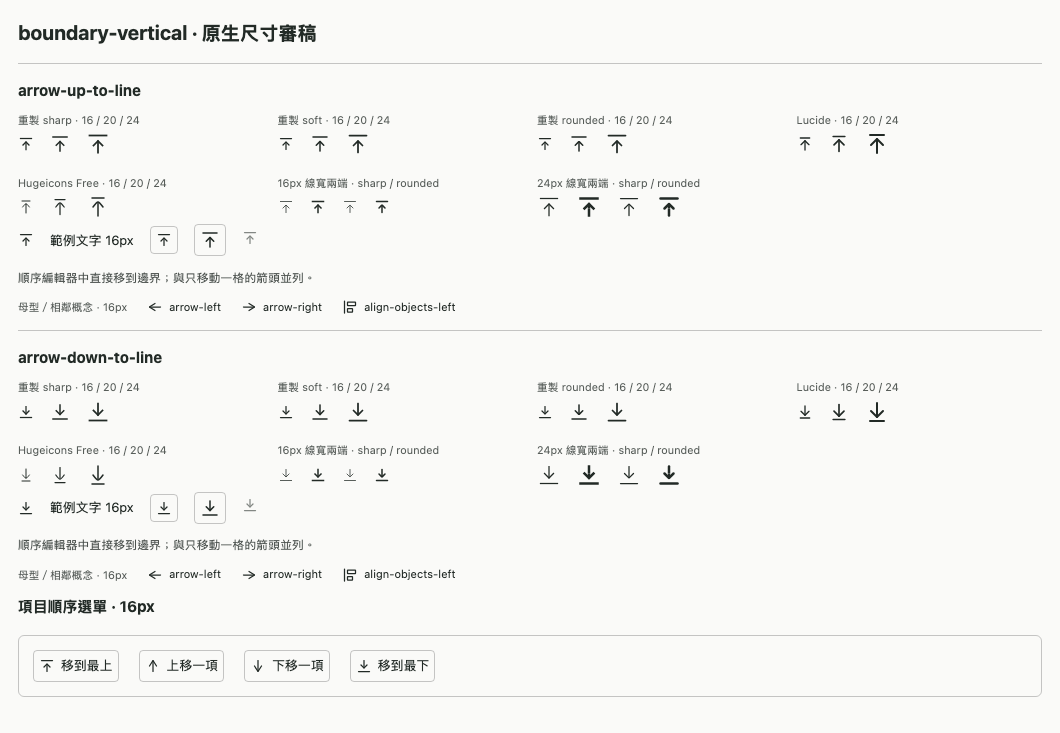 boundary-vertical · 原生尺寸審稿
arrow-up-to-line
重製 sharp · 16 / 20 / 24
重製 soft · 16 / 20 / 24
重製 rounded · 16 / 20 / 24
Lucide · 16 / 20 / 24
Hugeicons Free · 16 / 20 / 24
16px 線寬兩端 · sharp / rounded
24px 線寬兩端 · sharp / rounded
範例文字 16px
順序編輯器中直接移到邊界；與只移動一格的箭頭並列。
母型 / 相鄰概念 · 16px arrow-left arrow-right align-objects-left
arrow-down-to-line
重製 sharp · 16 / 20 / 24
重製 soft · 16 / 20 / 24
重製 rounded · 16 / 20 / 24
Lucide · 16 / 20 / 24
Hugeicons Free · 16 / 20 / 24
16px 線寬兩端 · sharp / rounded
24px 線寬兩端 · sharp / rounded
範例文字 16px
順序編輯器中直接移到邊界；與只移動一格的箭頭並列。
母型 / 相鄰概念 · 16px arrow-left arrow-right align-objects-left
項目順序選單 · 16px
移到最上 上移一項 下移一項 移到最下